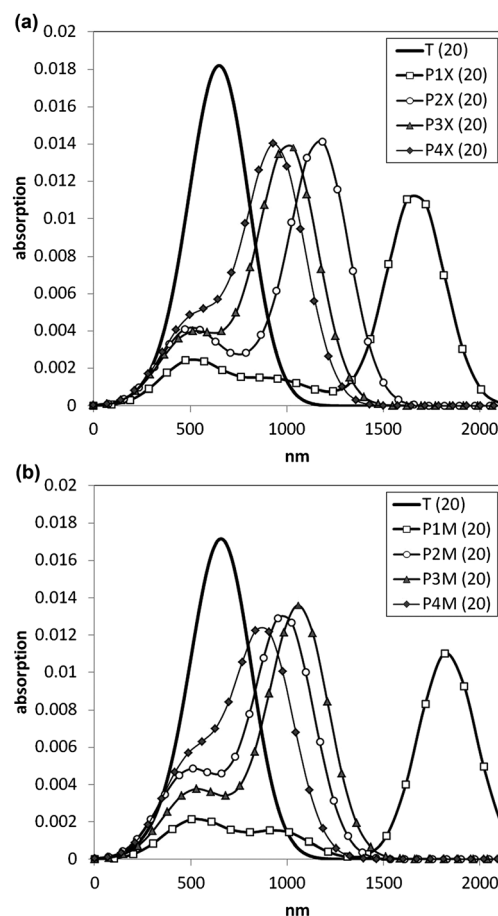 (a)
0.02
0.018
0.016
0.014
0.012
0.01
0.008
0.006
0.004
0.002
0
absorption
T (20)
P1X (20)
P2X (20)
P3X (20)
P4X (20)
0 500 1000 1500 2000
nm
(b)
0.02
0.018
0.016
0.014
0.012
0.01
0.008
0.006
0.004
0.002
0
absorption
T (20)
P1M (20)
P2M (20)
P3M (20)
P4M (20)
0 500 1000 1500 2000
nm